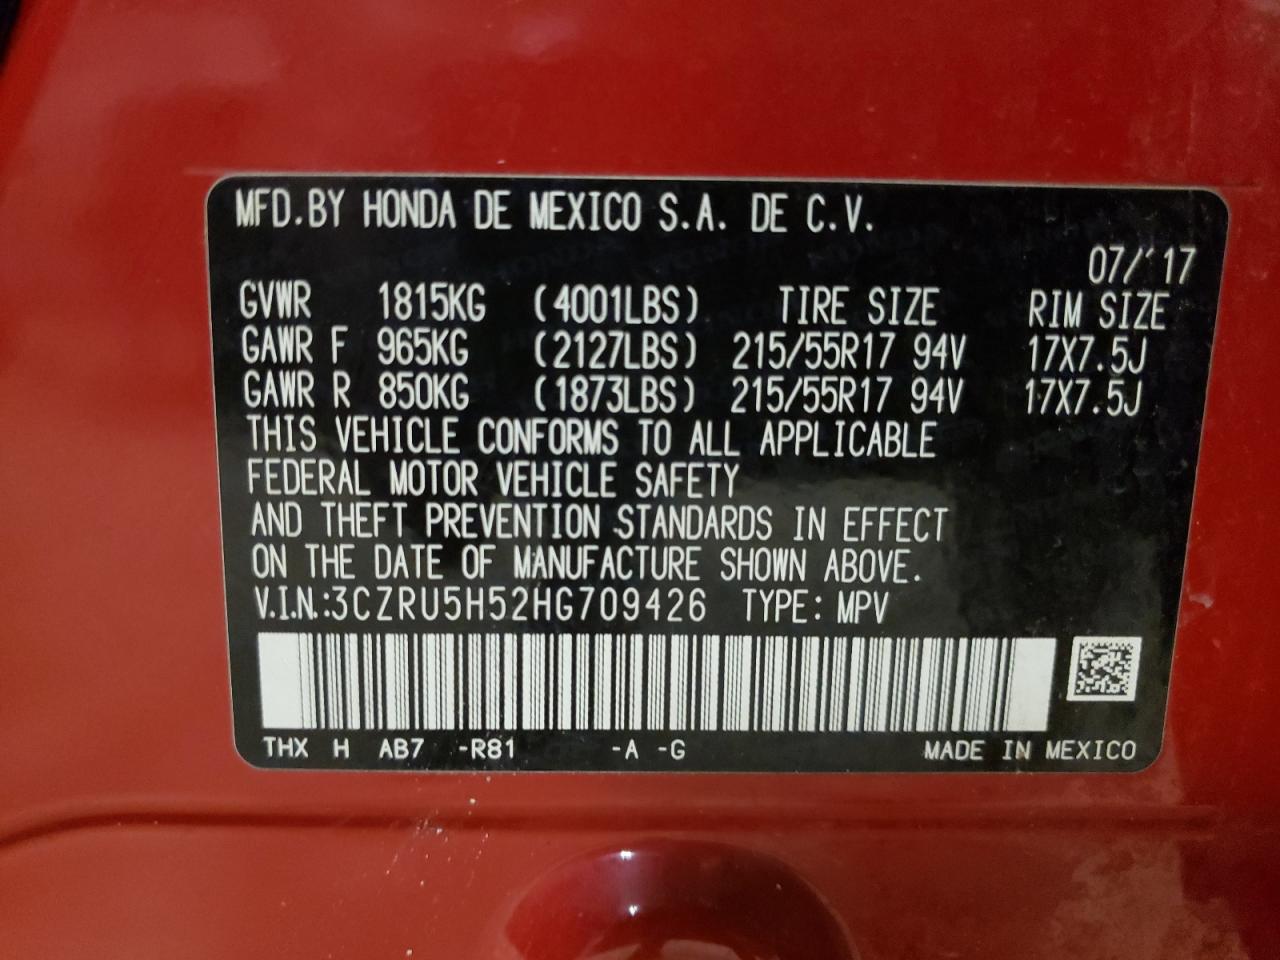 MFD.BY HONDA DE MEXICO S.A. DE C.V.
07/'17
GVWR 1815KG (4001LBS) TIRE SIZE RIM SIZE
GAWR F 965KG (2127LBS) 215/55R17 94V 17X7.5J
GAWR R 850KG (1873LBS) 215/55R17 94V 17X7.5J
THIS VEHICLE CONFORMS TO ALL APPLICABLE
FEDERAL MOTOR VEHICLE SAFETY
AND THEFT PREVENTION STANDARDS IN EFFECT
ON THE DATE OF MANUFACTURE SHOWN ABOVE.
V.I.N.:3CZRU5H52HG709426 TYPE: MPV
THX H AB7 -R81 -A -G MADE IN MEXICO